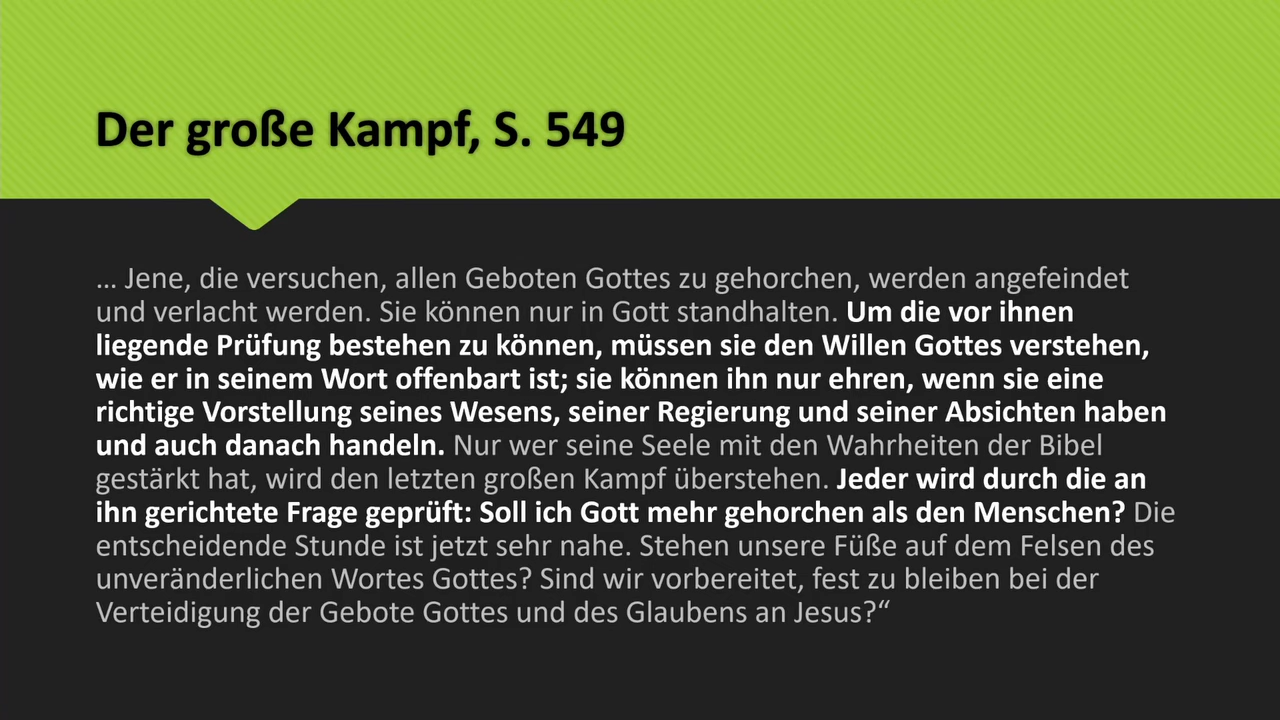 Der große Kampf, S. 549
… Jene, die versuchen, allen Geboten Gottes zu gehorchen, werden angefeindet
und verlacht werden. Sie können nur in Gott standhalten. Um die vor ihnen
liegende Prüfung bestehen zu können, müssen sie den Willen Gottes verstehen,
wie er in seinem Wort offenbart ist; sie können ihn nur ehren, wenn sie eine
richtige Vorstellung seines Wesens, seiner Regierung und seiner Absichten haben
und auch danach handeln. Nur wer seine Seele mit den Wahrheiten der Bibel
gestärkt hat, wird den letzten großen Kampf überstehen. Jeder wird durch die an
ihn gerichtete Frage geprüft: Soll ich Gott mehr gehorchen als den Menschen? Die
entscheidende Stunde ist jetzt sehr nahe. Stehen unsere Füße auf dem Felsen des
unveränderlichen Wortes Gottes? Sind wir vorbereitet, fest zu bleiben bei der
Verteidigung der Gebote Gottes und des Glaubens an Jesus?“